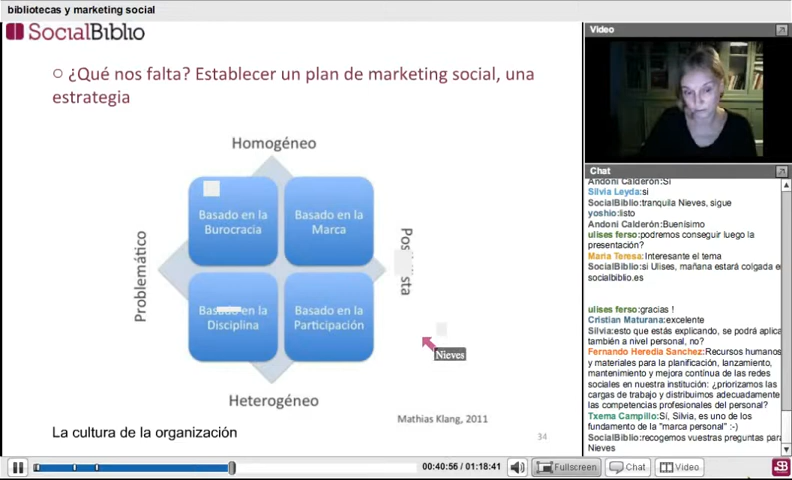 bibliotecas y marketing social
SocialBiblio
¿Qué nos falta? Establecer un plan de marketing social, una
estrategia
Homogéneo
Problemático
Basado en la
Burocracia
Basado en la
Marca
Basado en la
Disciplina
Basado en la
Participación
Nieves
Heterogéneo
Mathias Klang, 2011
La cultura de la organización
34
00:40:56 / 01:18:41
Fullscreen
Chat
Video
Video
Chat
Andoni Calderón:Si
Silvia Leyda:si
SocialBiblio:tranquila Nieves, sigue
yoshio:listo
Andoni Calderón:Buenísimo
ulises ferso:podremos conseguir luego la
presentación?
Maria Teresa:Interesante el tema
SocialBiblio:si Ulises, mañana estará colgada e
socialbiblio.es
ulises ferso:gracias !
Cristian Maturana:excelente
Silvia:esto que estás explicando, se podrá aplica
también a nivel personal, no?
Fernando Heredia Sanchez:Recursos humanos
y materiales para la planificación, lanzamiento,
mantenimiento y mejora contínua de las redes
sociales en nuestra institución: ¿priorizamos las
cargas de trabajo y distribuimos adecuadamente
las competencias profesionales del personal?
Txema Campillo:Sí, Silvia, es uno de los
fundamento de la "marca personal" :-)
SocialBiblio:recogemos vuestras preguntas para
Nieves
SB